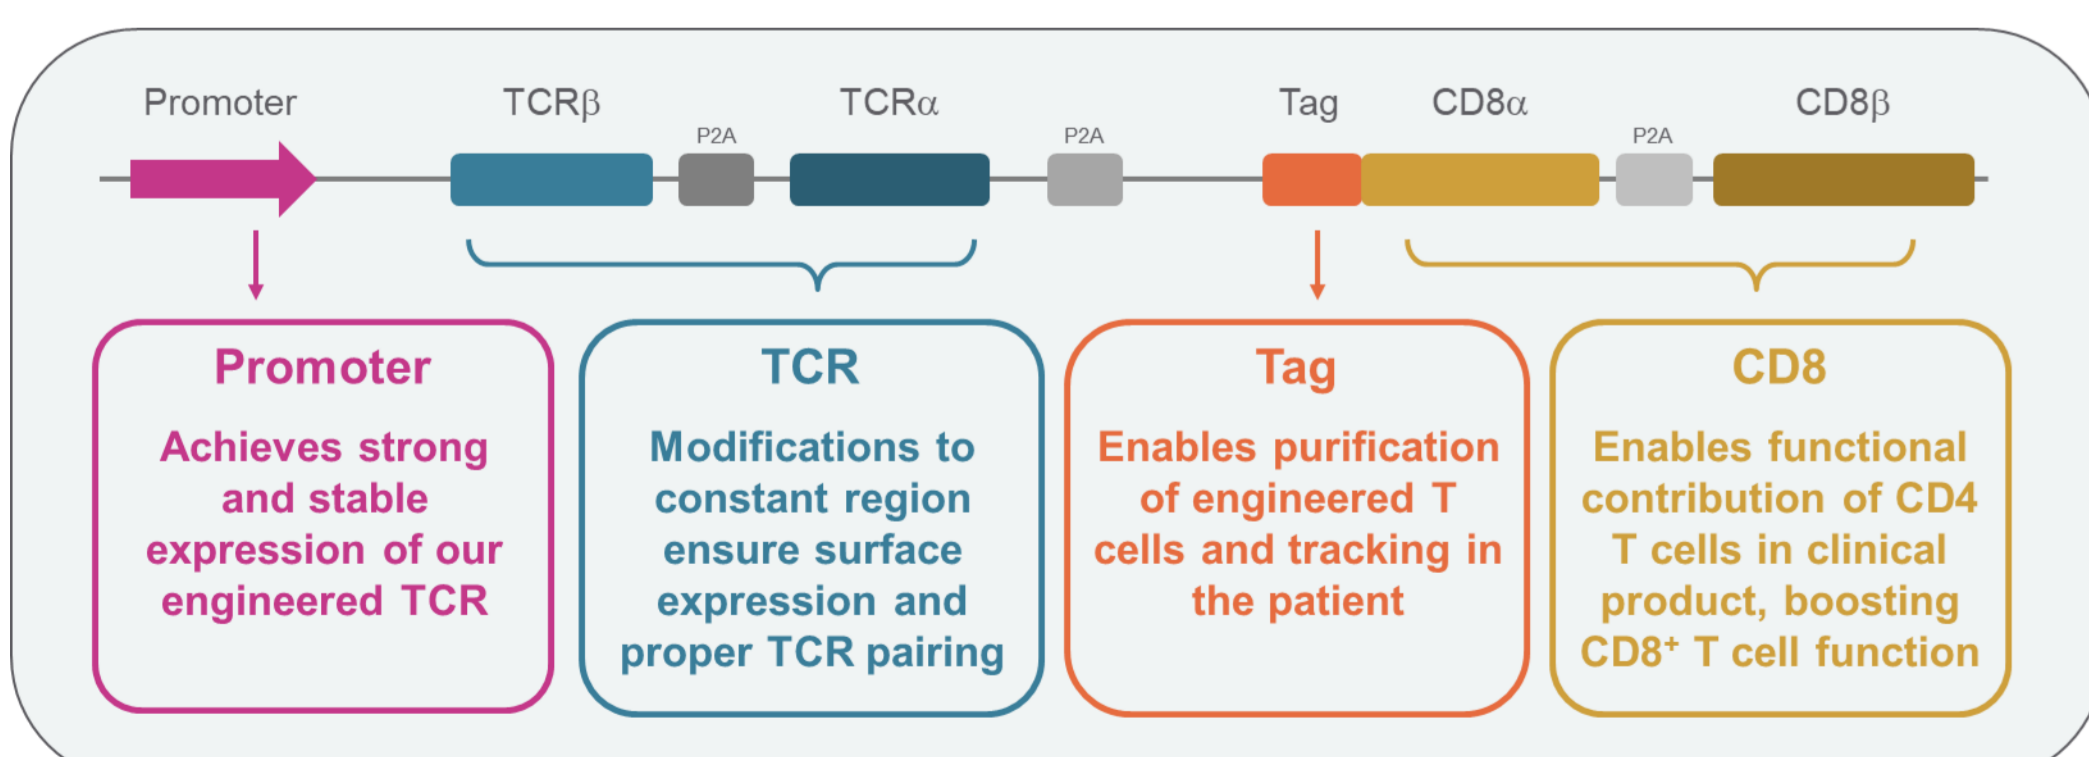 Promoter TCRβ TCRα Tag CD8α CD8β
P2A P2A P2A
Promoter
Achieves strong
and stable
expression of our
engineered TCR
TCR
Modifications to
constant region
ensure surface
expression and
proper TCR pairing
Tag
Enables purification
of engineered T
cells and tracking in
the patient
CD8
Enables functional
contribution of CD4
T cells in clinical
product, boosting
CD8⁺ T cell function